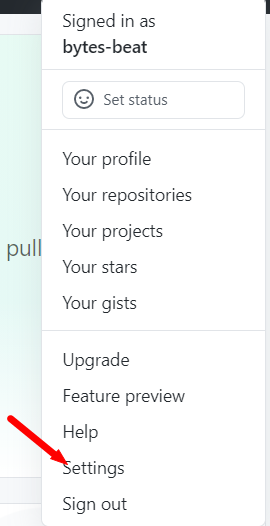 Signed in as
bytes-beat
Set status
Your profile
Your repositories
Your projects
pull
Your stars
Your gists
Upgrade
Feature preview
Help
Settings
Sign out